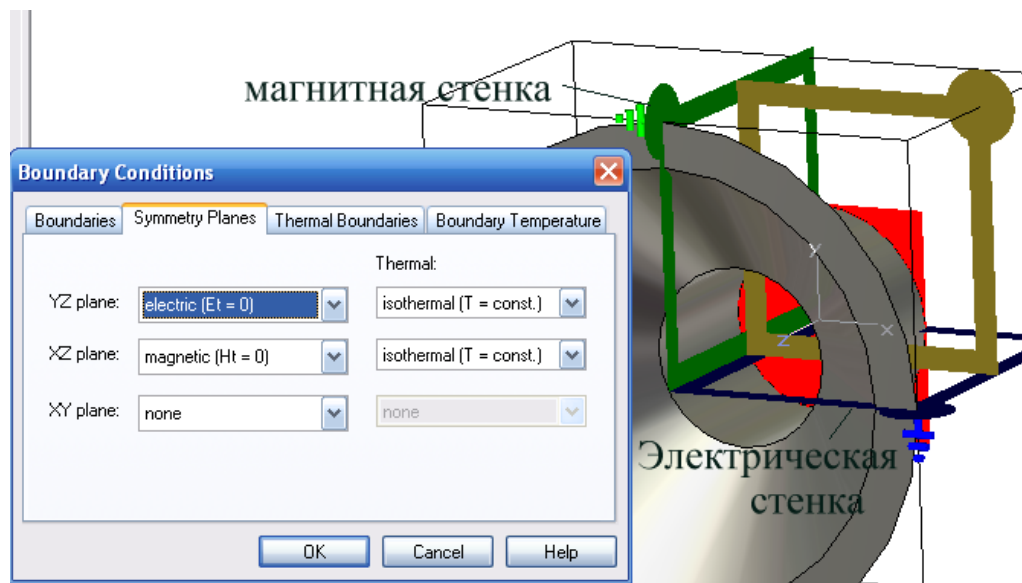 магнитная стенка
Boundary Conditions
Boundaries
Symmetry Planes
Thermal Boundaries
Boundary Temperature
Thermal:
YZ plane:
electric (Et = 0)
isothermal (T = const.)
XZ plane:
magnetic (Ht = 0)
isothermal (T = const.)
XY plane:
none
none
OK
Cancel
Help
y
x
z
Электрическая
стенка